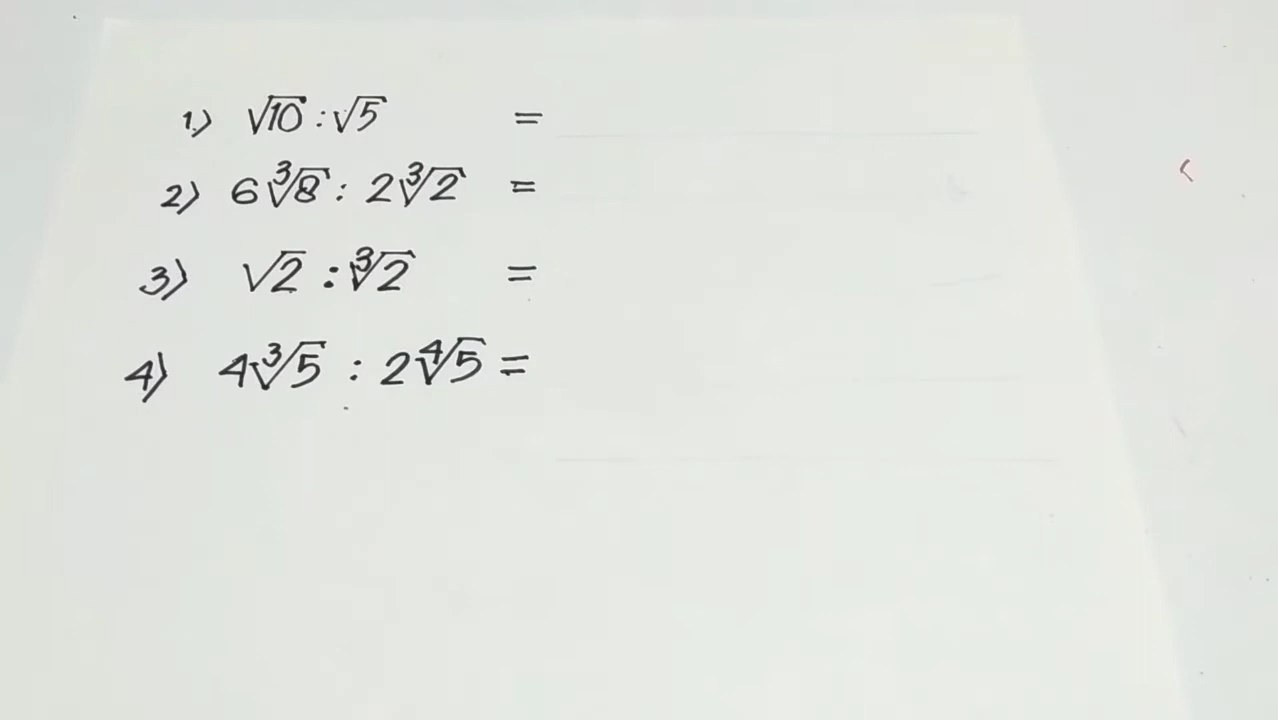 1) √10 : √5 =
2) 6∛8 : 2∛2 =
3) √2 : ∛2 =
4) 4∛5 : 2∜5 =